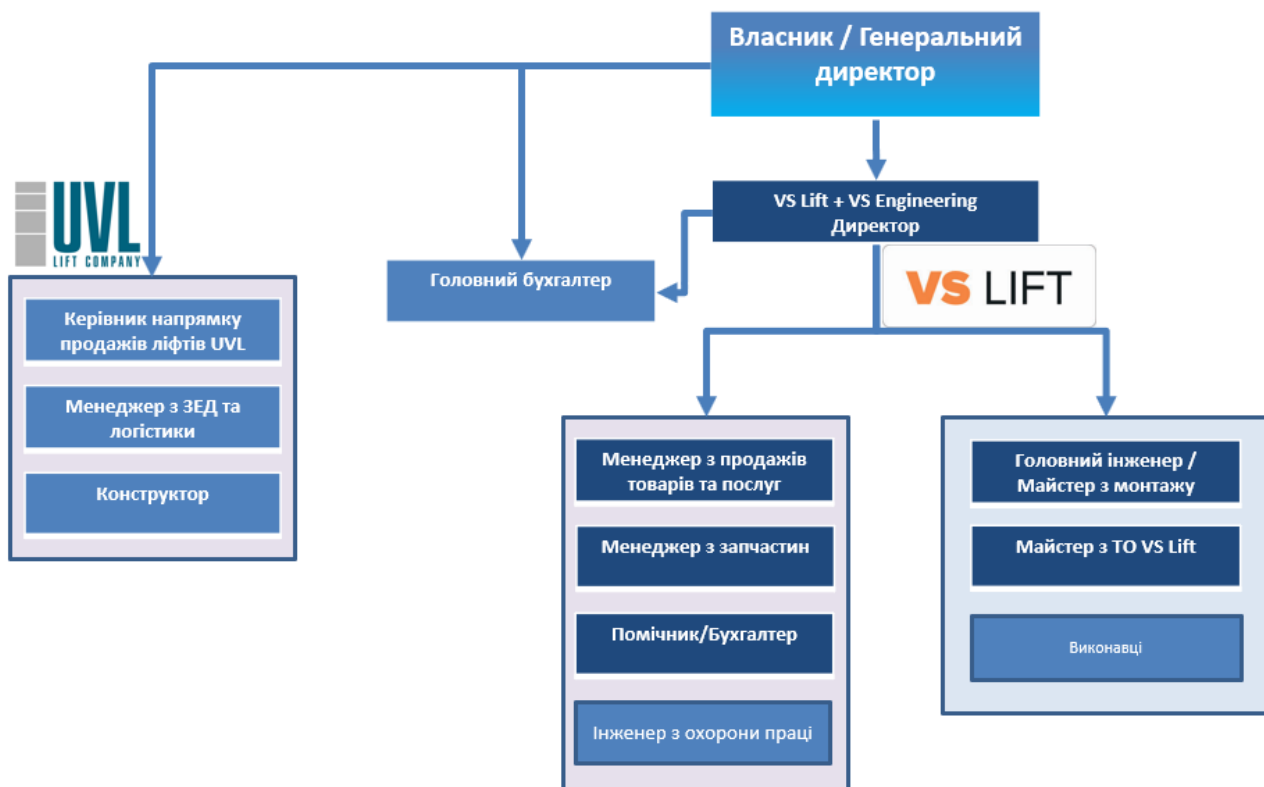 Власник / Генеральний
директор
UVL
LIFT COMPANY
VS Lift + VS Engineering
Директор
Головний бухгалтер
VS LIFT
Керівник напрямку
продажів ліфтів UVL
Менеджер з ЗЕД та
логістики
Конструктор
Менеджер з продажів
товарів та послуг
Менеджер з запчастин
Помічник/Бухгалтер
Інженер з охорони праці
Головний інженер /
Майстер з монтажу
Майстер з ТО VS Lift
Виконавці